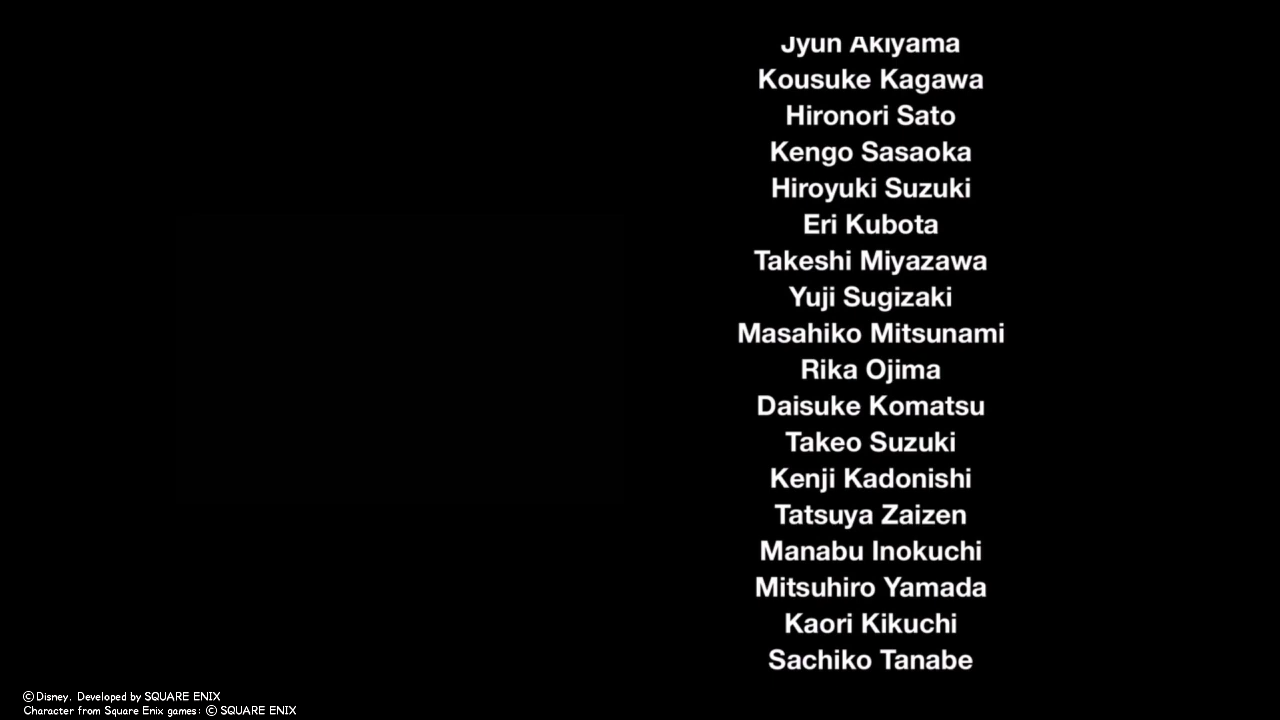 Jyun Akiyama
Kousuke Kagawa
Hironori Sato
Kengo Sasaoka
Hiroyuki Suzuki
Eri Kubota
Takeshi Miyazawa
Yuji Sugizaki
Masahiko Mitsunami
Rika Ojima
Daisuke Komatsu
Takeo Suzuki
Kenji Kadonishi
Tatsuya Zaizen
Manabu Inokuchi
Mitsuhiro Yamada
Kaori Kikuchi
Sachiko Tanabe
©Disney. Developed by SQUARE ENIX
Character from Square Enix games: © SQUARE ENIX